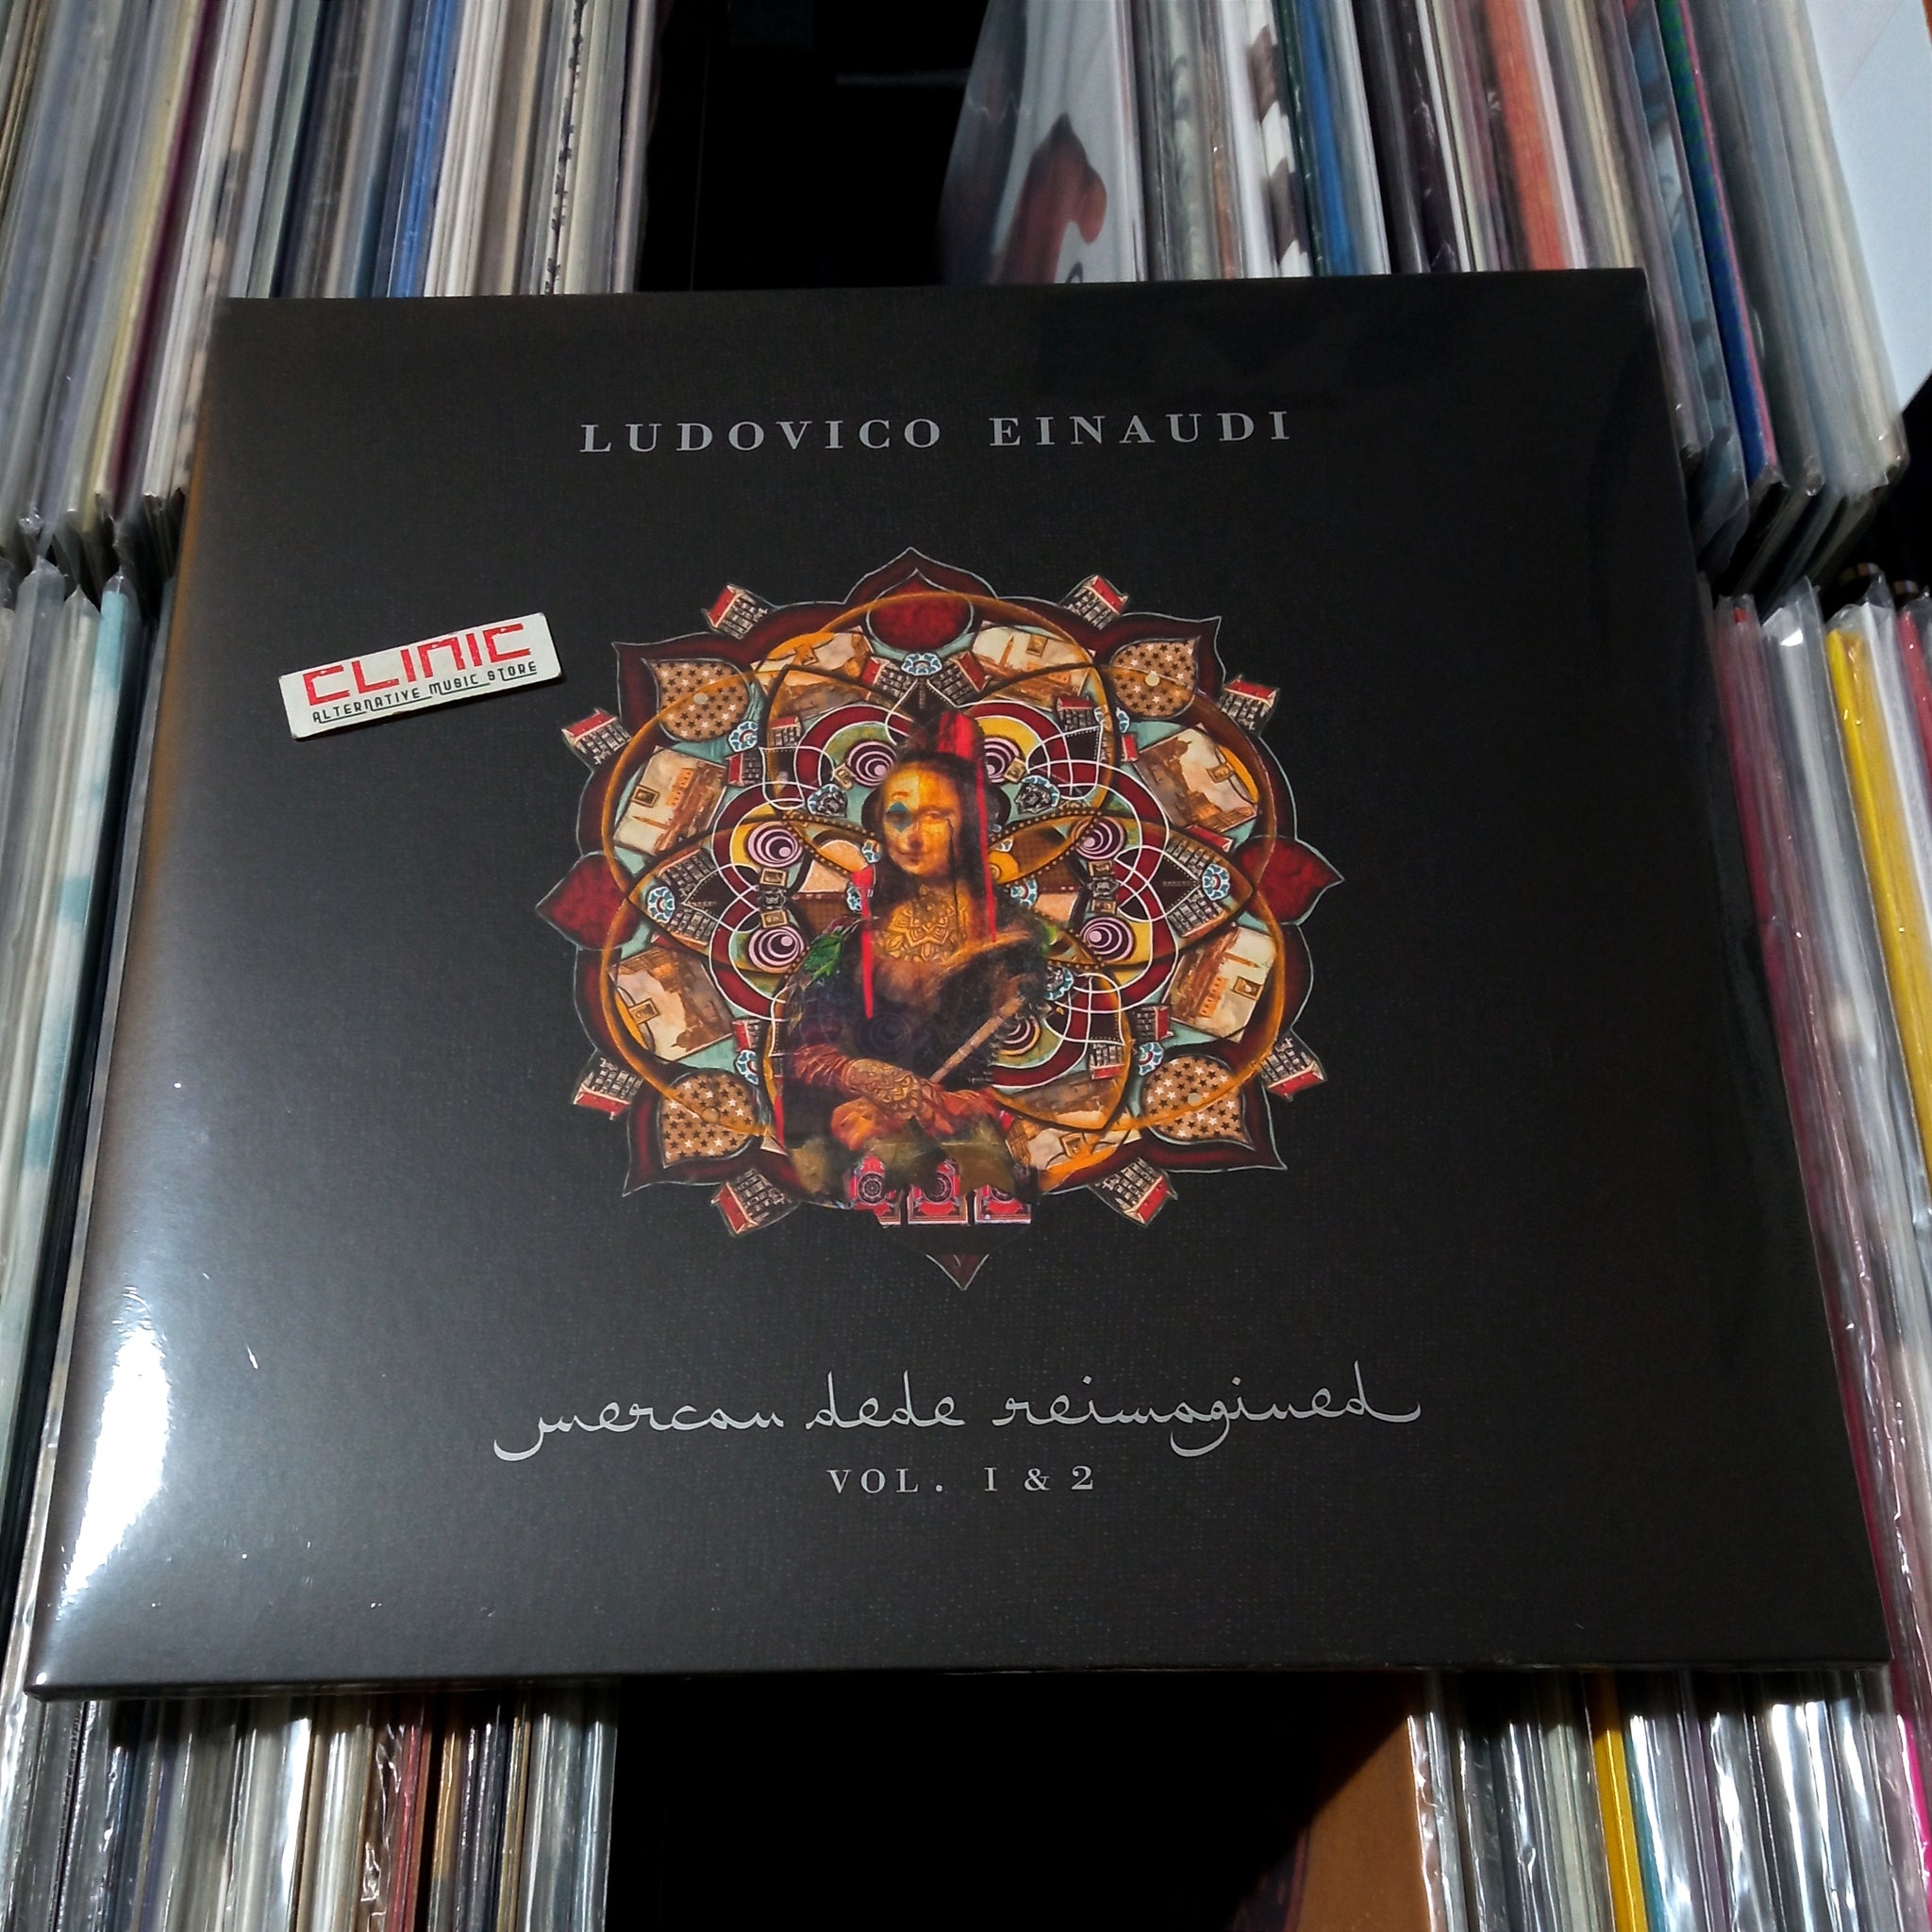 LUDOVICO EINAUDI
CLINIC
ALTERNATIVE MUSIC STORE
mercan dede reimagined
VOL. 1 & 2